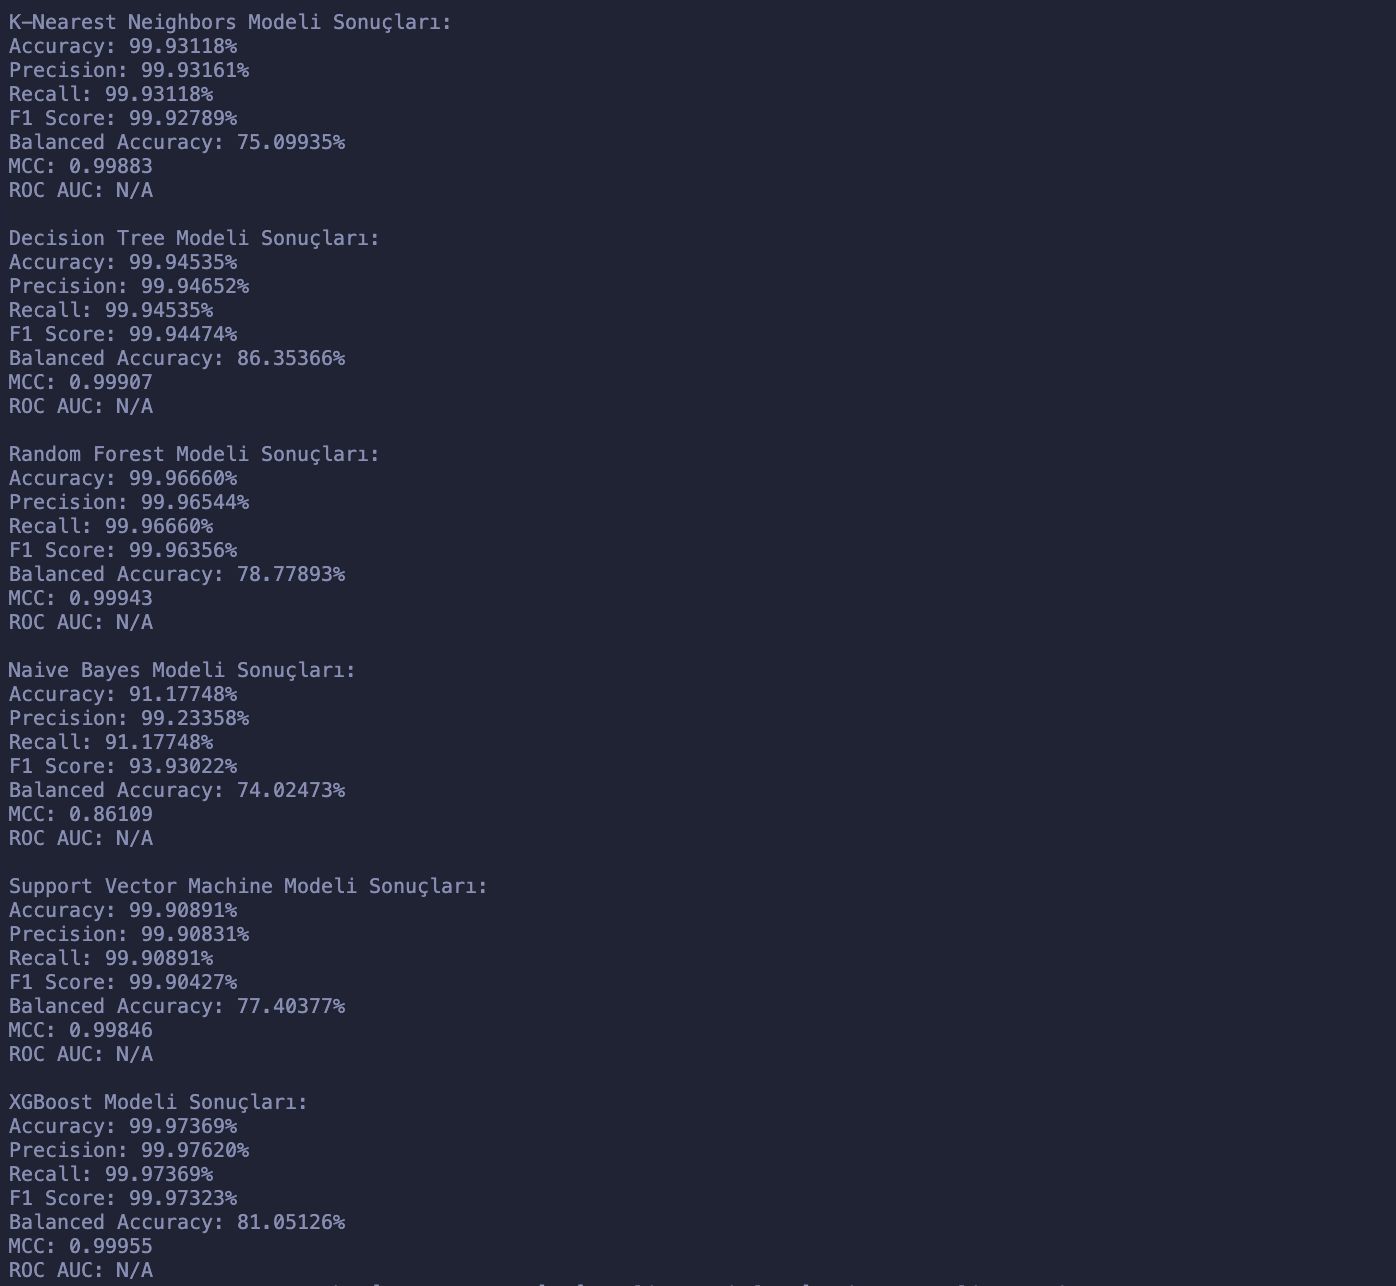 K-Nearest Neighbors Modeli Sonuçları:
Accuracy: 99.93118%
Precision: 99.93161%
Recall: 99.93118%
F1 Score: 99.92789%
Balanced Accuracy: 75.09935%
MCC: 0.99883
ROC AUC: N/A
Decision Tree Modeli Sonuçları:
Accuracy: 99.94535%
Precision: 99.94652%
Recall: 99.94535%
F1 Score: 99.94474%
Balanced Accuracy: 86.35366%
MCC: 0.99907
ROC AUC: N/A
Random Forest Modeli Sonuçları:
Accuracy: 99.96660%
Precision: 99.96544%
Recall: 99.96660%
F1 Score: 99.96356%
Balanced Accuracy: 78.77893%
MCC: 0.99943
ROC AUC: N/A
Naive Bayes Modeli Sonuçları:
Accuracy: 91.17748%
Precision: 99.23358%
Recall: 91.17748%
F1 Score: 93.93022%
Balanced Accuracy: 74.02473%
MCC: 0.86109
ROC AUC: N/A
Support Vector Machine Modeli Sonuçları:
Accuracy: 99.90891%
Precision: 99.90831%
Recall: 99.90891%
F1 Score: 99.90427%
Balanced Accuracy: 77.40377%
MCC: 0.99846
ROC AUC: N/A
XGBoost Modeli Sonuçları:
Accuracy: 99.97369%
Precision: 99.97620%
Recall: 99.97369%
F1 Score: 99.97323%
Balanced Accuracy: 81.05126%
MCC: 0.99955
ROC AUC: N/A